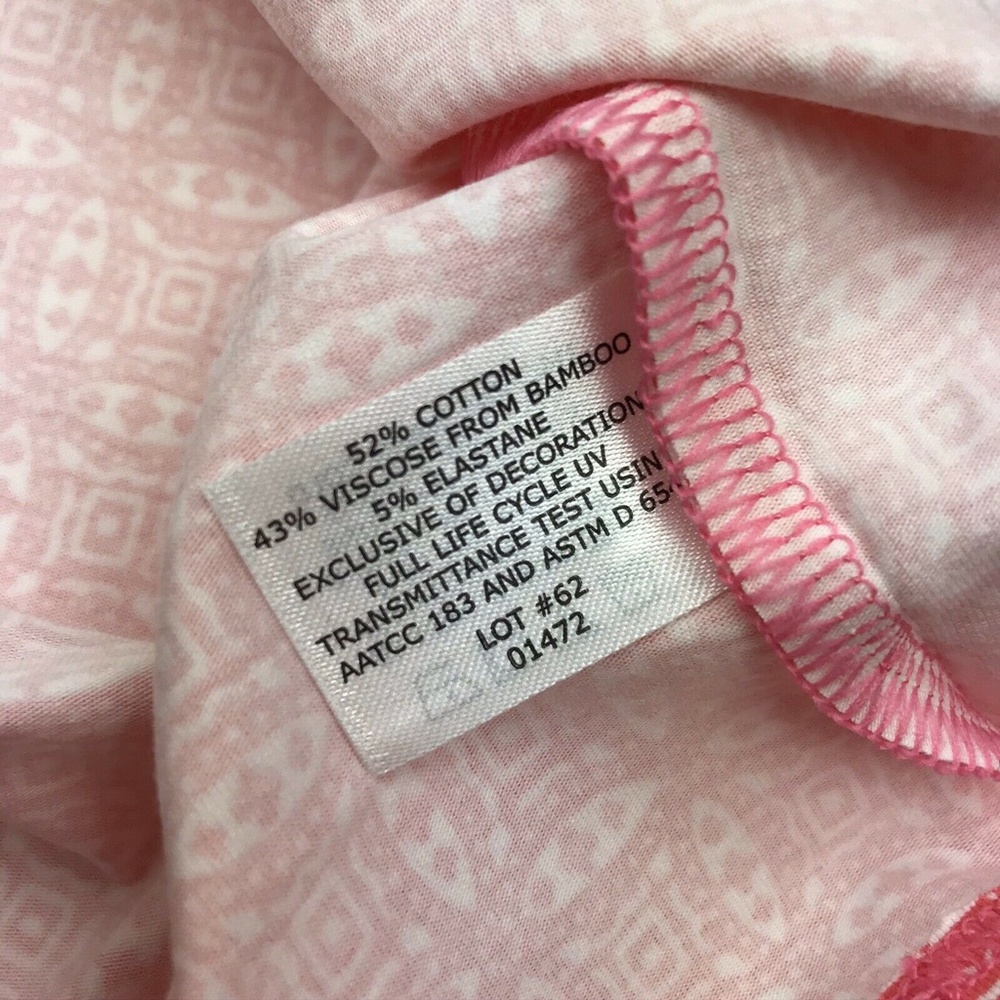 52% COTTON
43% VISCOSE FROM BAMBOO
5% ELASTANE
EXCLUSIVE OF DECORATION
FULL LIFE CYCLE UV
TRANSMITTANCE TEST USIN
AATCC 183 AND ASTM D 65
LOT #62
01472